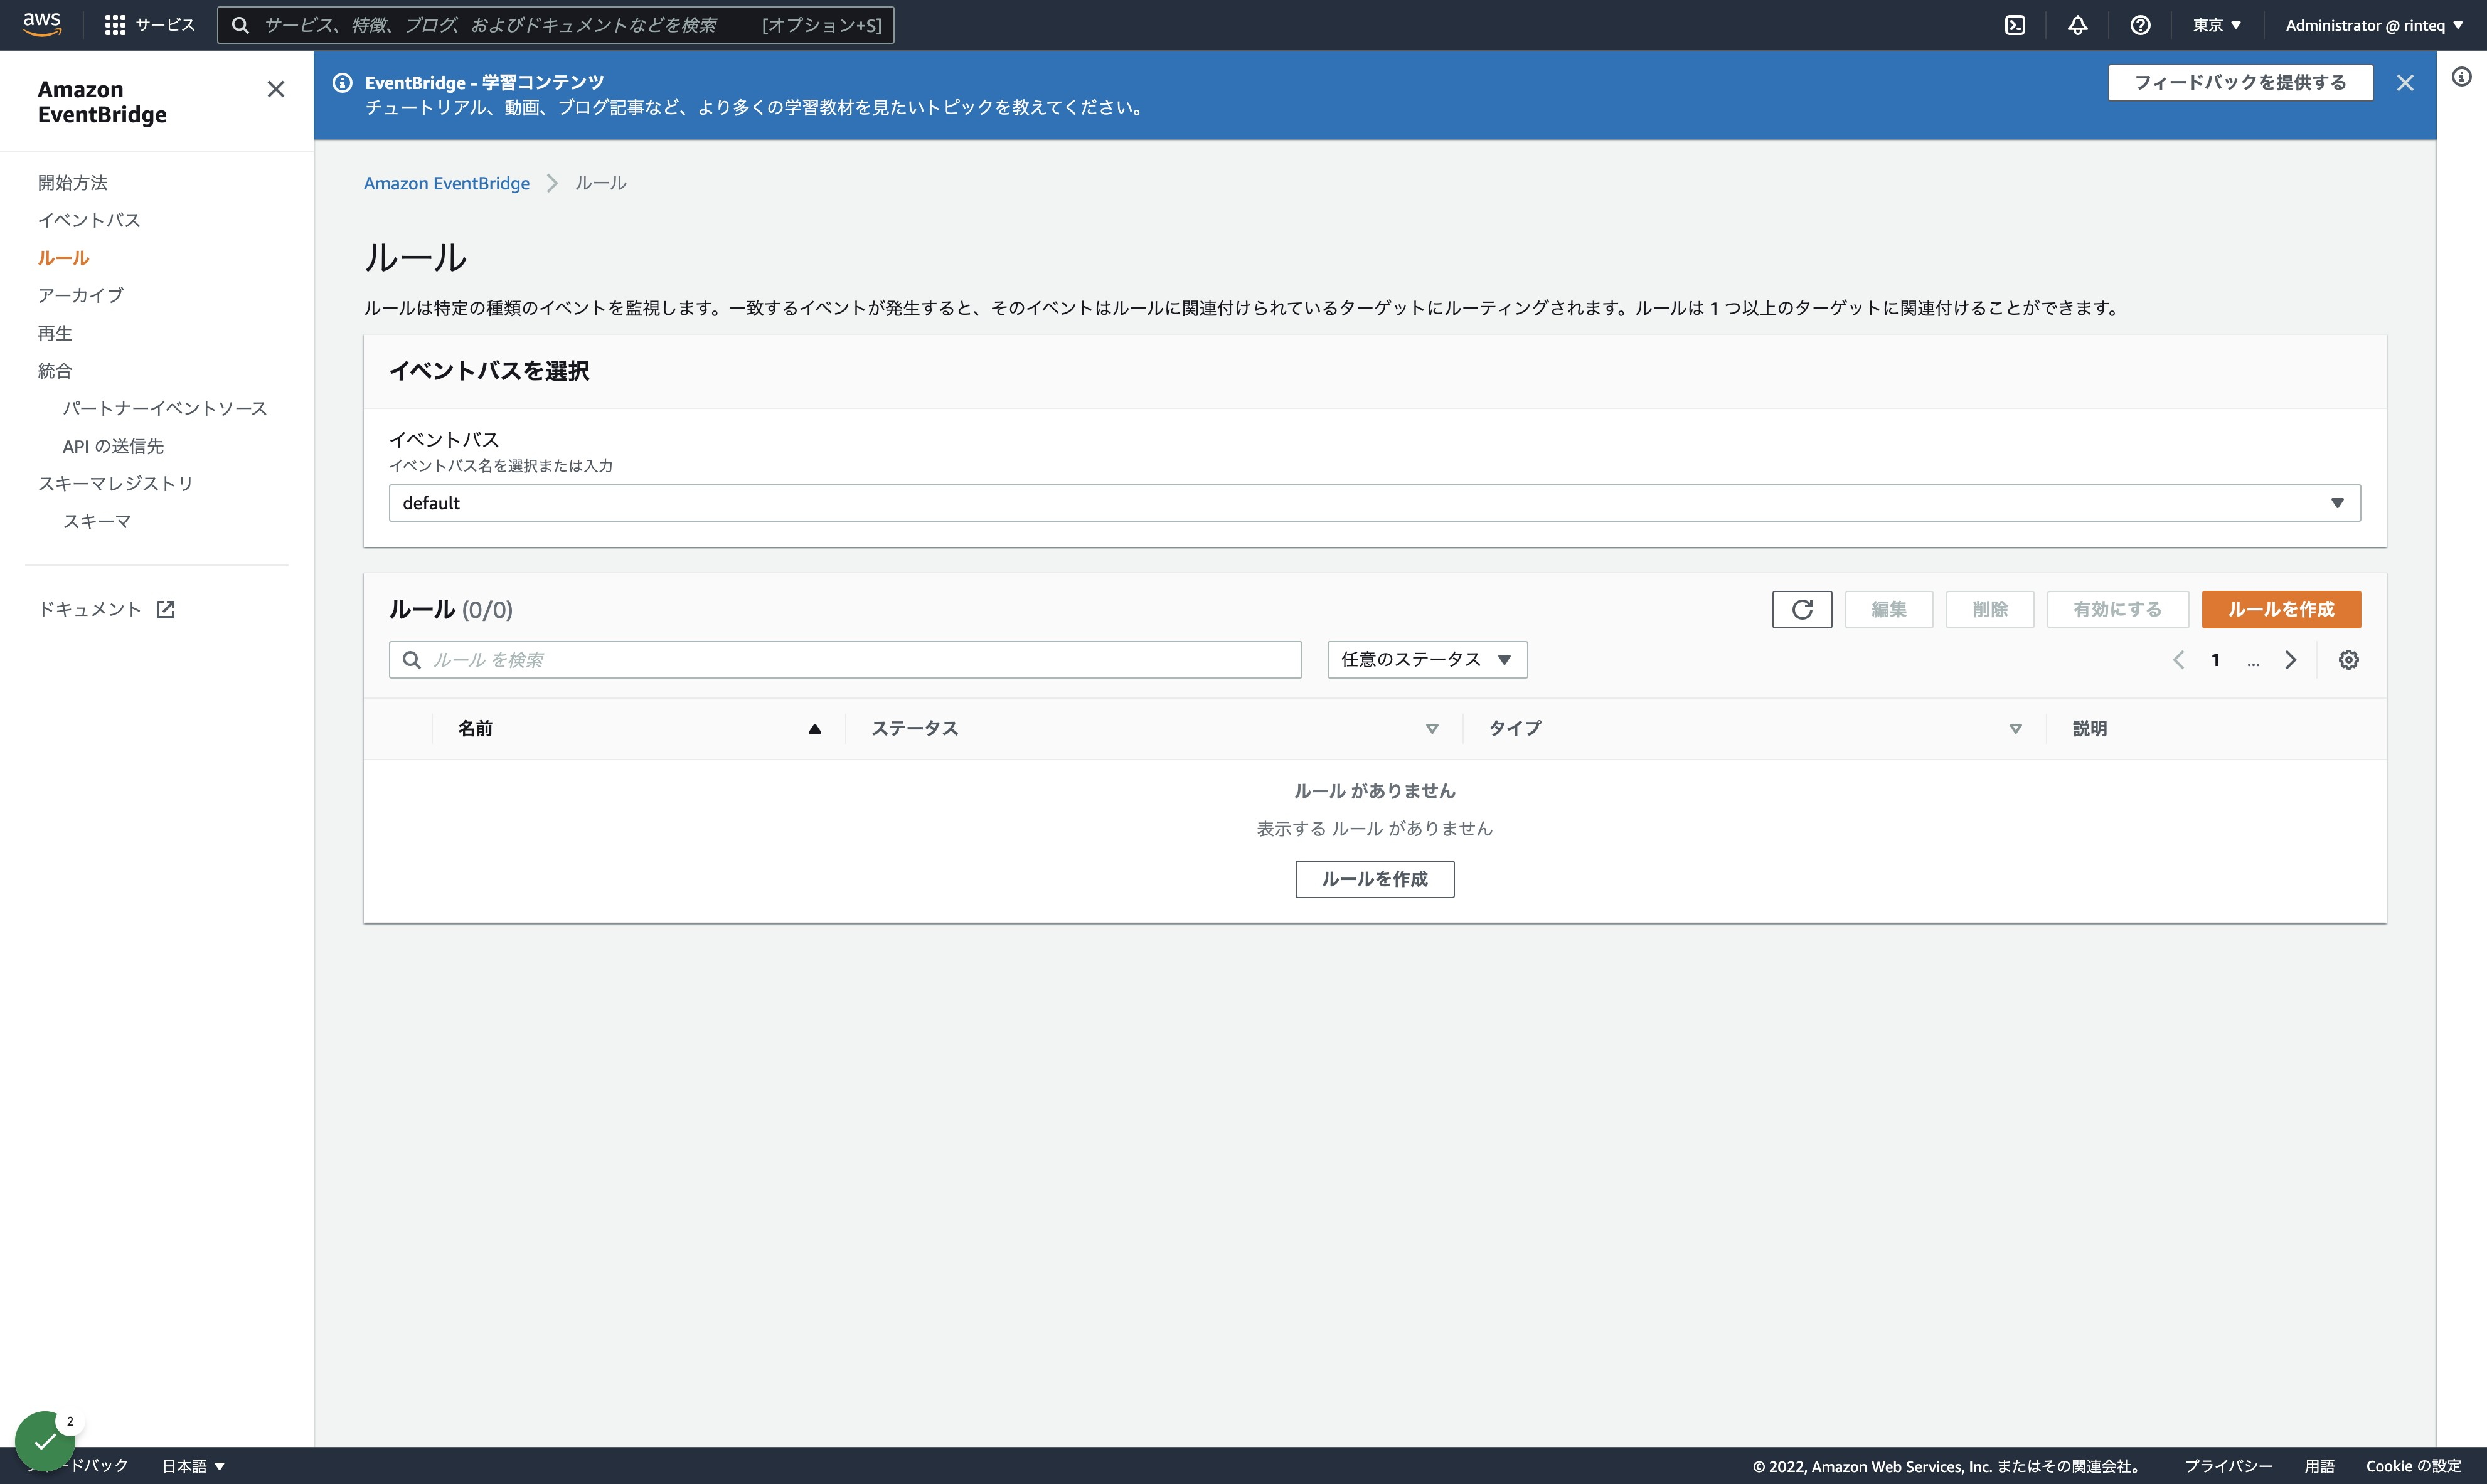 aws
サービス
サービス、特徴、ブログ、およびドキュメントなどを検索 [オプション+S]
東京
Administrator @ rinteq
Amazon EventBridge
開始方法
イベントバス
ルール
アーカイブ
再生
統合
パートナーイベントソース
API の送信先
スキーマレジストリ
スキーマ
ドキュメント
EventBridge - 学習コンテンツ
チュートリアル、動画、ブログ記事など、より多くの学習教材を見たいトピックを教えてください。
フィードバックを提供する
Amazon EventBridge
ルール
ルール
ルールは特定の種類のイベントを監視します。一致するイベントが発生すると、そのイベントはルールに関連付けられているターゲットにルーティングされます。ルールは 1 つ以上のターゲットに関連付けることができます。
イベントバスを選択
イベントバス
イベントバス名を選択または入力
default
ルール (0/0)
編集
削除
有効にする
ルールを作成
ルール を検索
任意のステータス
1
...
名前
ステータス
タイプ
説明
ルール がありません
表示する ルール がありません
ルールを作成
2
ードバック
日本語
© 2022, Amazon Web Services, Inc. またはその関連会社。
プライバシー
用語
Cookie の設定